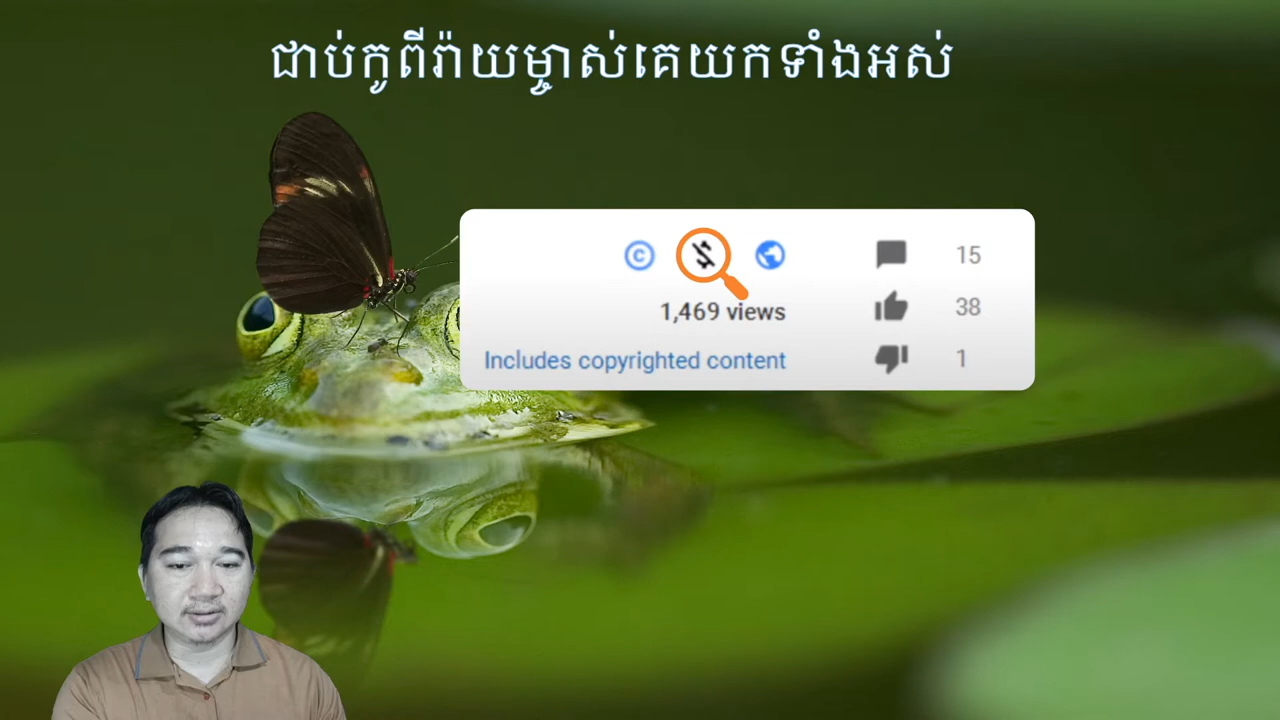 ជាប់កូពីរ៉ាយម្ចាស់គេយកទាំងអស់
15
1,469 views
38
Includes copyrighted content
1